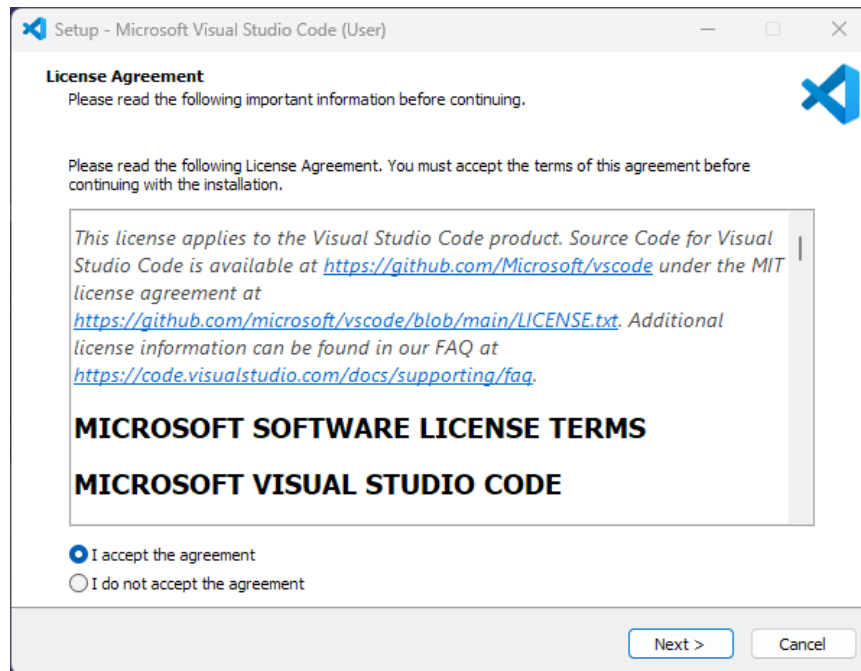 Setup - Microsoft Visual Studio Code (User)
License Agreement
Please read the following important information before continuing.
Please read the following License Agreement. You must accept the terms of this agreement before
continuing with the installation.
This license applies to the Visual Studio Code product. Source Code for Visual
Studio Code is available at https://github.com/Microsoft/vscode under the MIT
license agreement at
https://github.com/microsoft/vscode/blob/main/LICENSE.txt. Additional
license information can be found in our FAQ at
https://code.visualstudio.com/docs/supporting/faq.
MICROSOFT SOFTWARE LICENSE TERMS
MICROSOFT VISUAL STUDIO CODE
I accept the agreement
I do not accept the agreement
Next >
Cancel